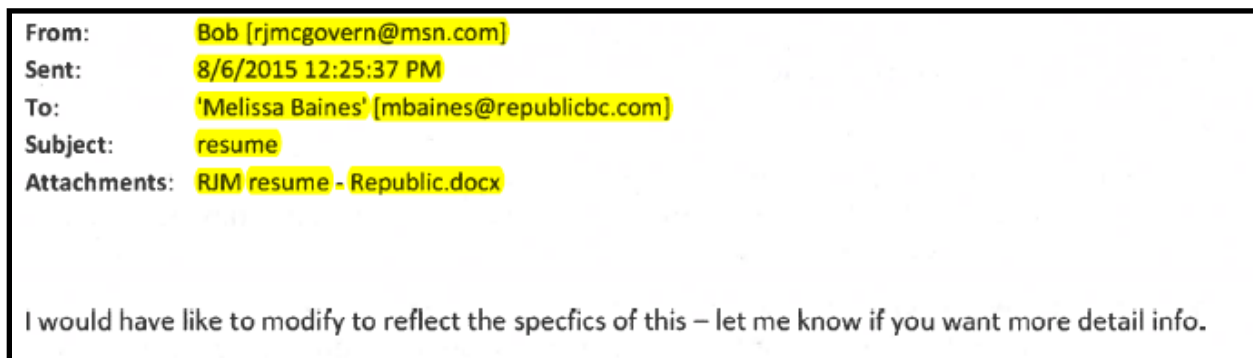 From: Bob [rjmcgovern@msn.com]
Sent: 8/6/2015 12:25:37 PM
To: 'Melissa Baines' [mbaines@republicbc.com]
Subject: resume
Attachments: RJM resume - Republic.docx
I would have like to modify to reflect the specfics of this – let me know if you want more detail info.